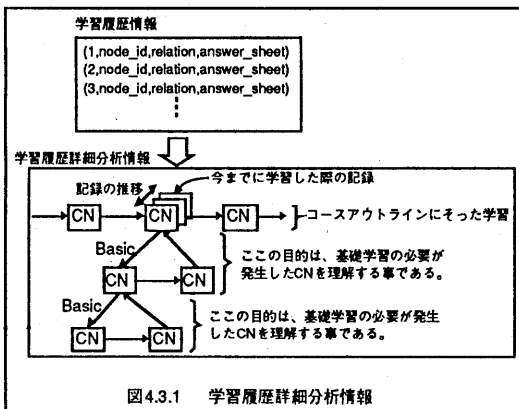 学習履歴情報
(1,node_id,relation,answer_sheet)
(2,node_id,relation,answer_sheet)
(3,node_id,relation,answer_sheet)
学習履歴詳細分析情報
今までに学習した際の記録
記録の推移
CN
CN
CN
コースアウトラインにそった学習
Basic
ここの目的は、基礎学習の必要が
発生したCNを理解する事である。
CN
CN
Basic
ここの目的は、基礎学習の必要が発生
したCNを理解する事である。
CN
CN
図4.3.1 学習履歴詳細分析情報